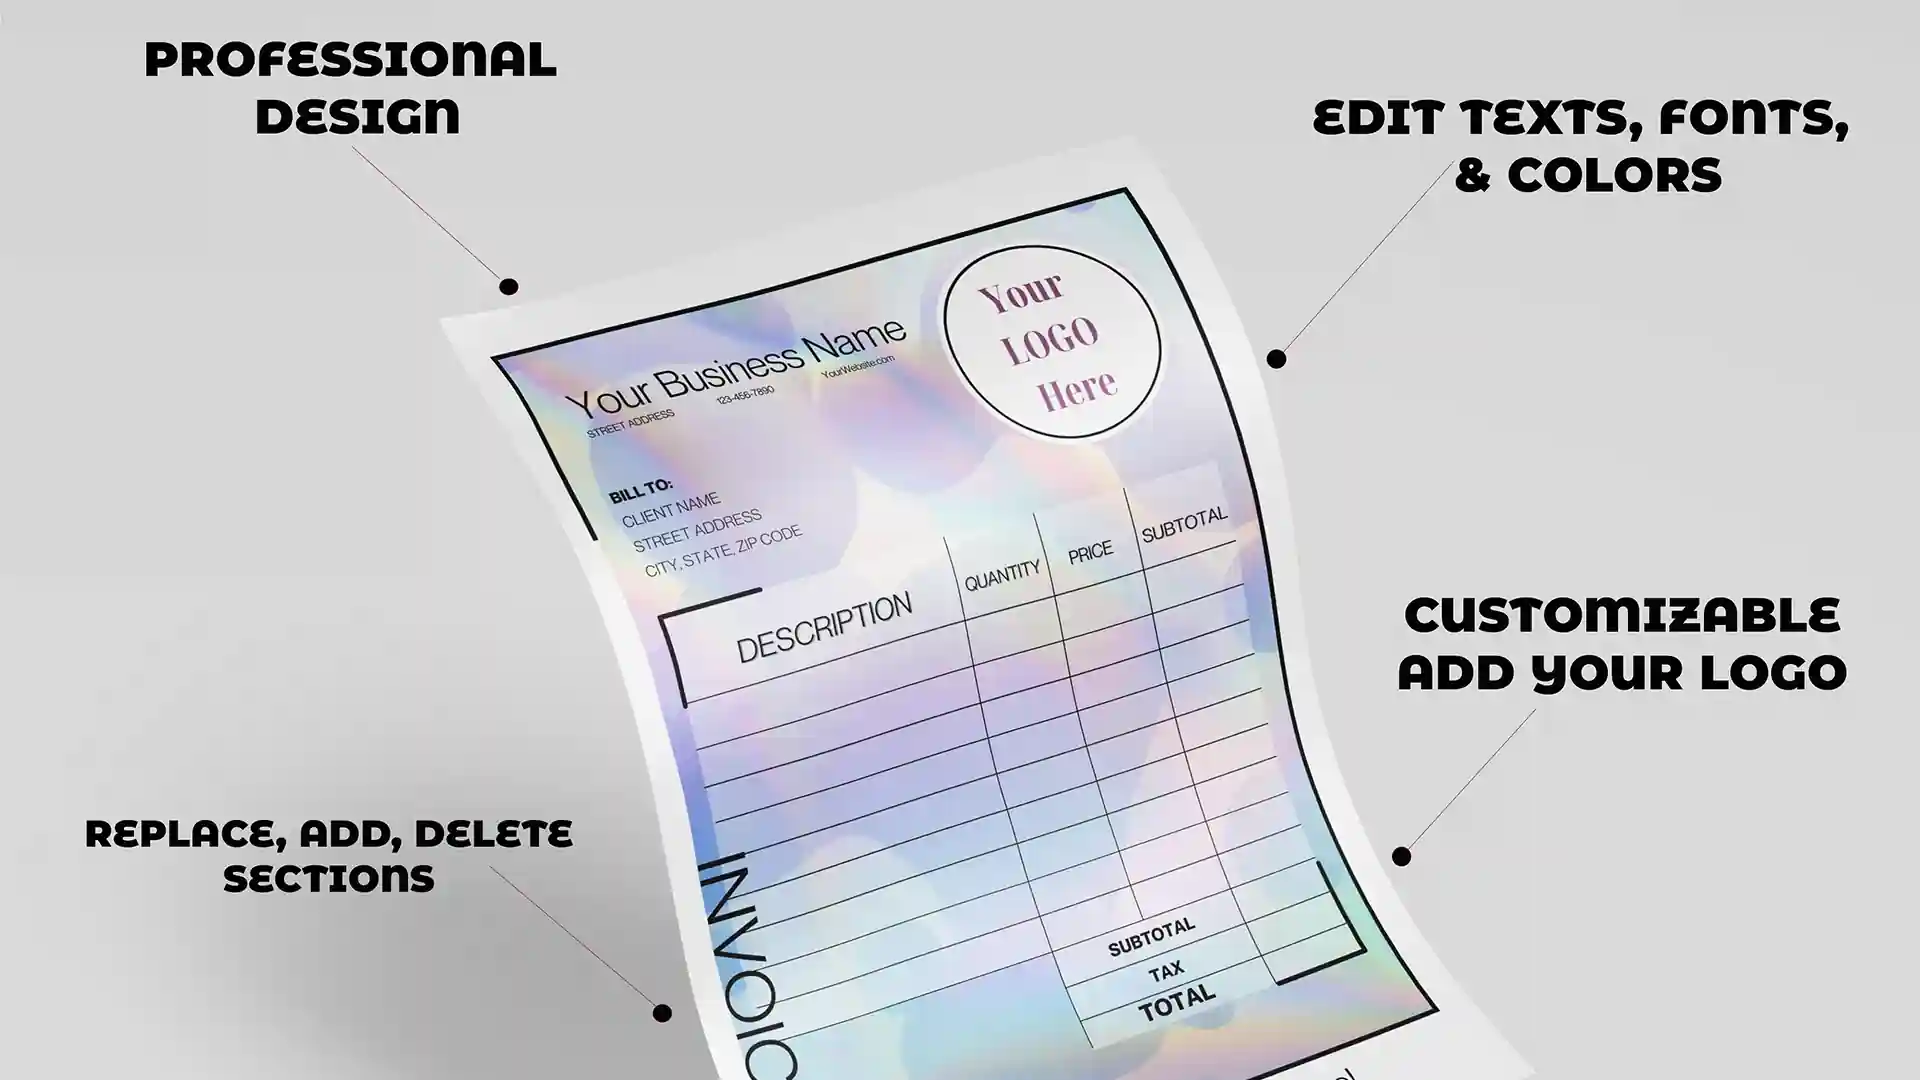 PROFESSIONAL
DESIGN
EDIT TEXTS, FONTS,
& COLORS
Your Business Name
STREET ADDRESS
123-456-7890
YourWebsite.com
Your
LOGO
Here
BILL TO:
CLIENT NAME
STREET ADDRESS
CITY, STATE, ZIP CODE
DESCRIPTION
QUANTITY
PRICE
SUBTOTAL
CUSTOMIZABLE
ADD YOUR LOGO
REPLACE, ADD, DELETE
SECTIONS
INVOIC
SUBTOTAL
TAX
TOTAL